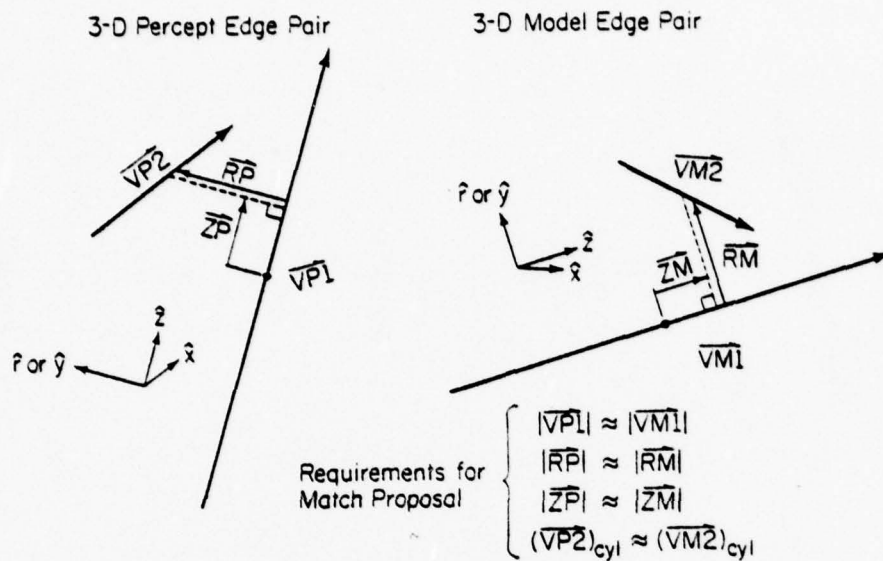 3-D Percept Edge Pair
3-D Model Edge Pair
VP2
RP
ZP
VP1
ẑ
x̂
r̂ or ŷ
VM2
r̂ or ŷ
ẑ
x̂
ZM
RM
VM1
Requirements for
Match Proposal
|VP1| ≈ |VM1|
|RP| ≈ |RM|
|ZP| ≈ |ZM|
(VP2)cyl ≈ (VM2)cyl